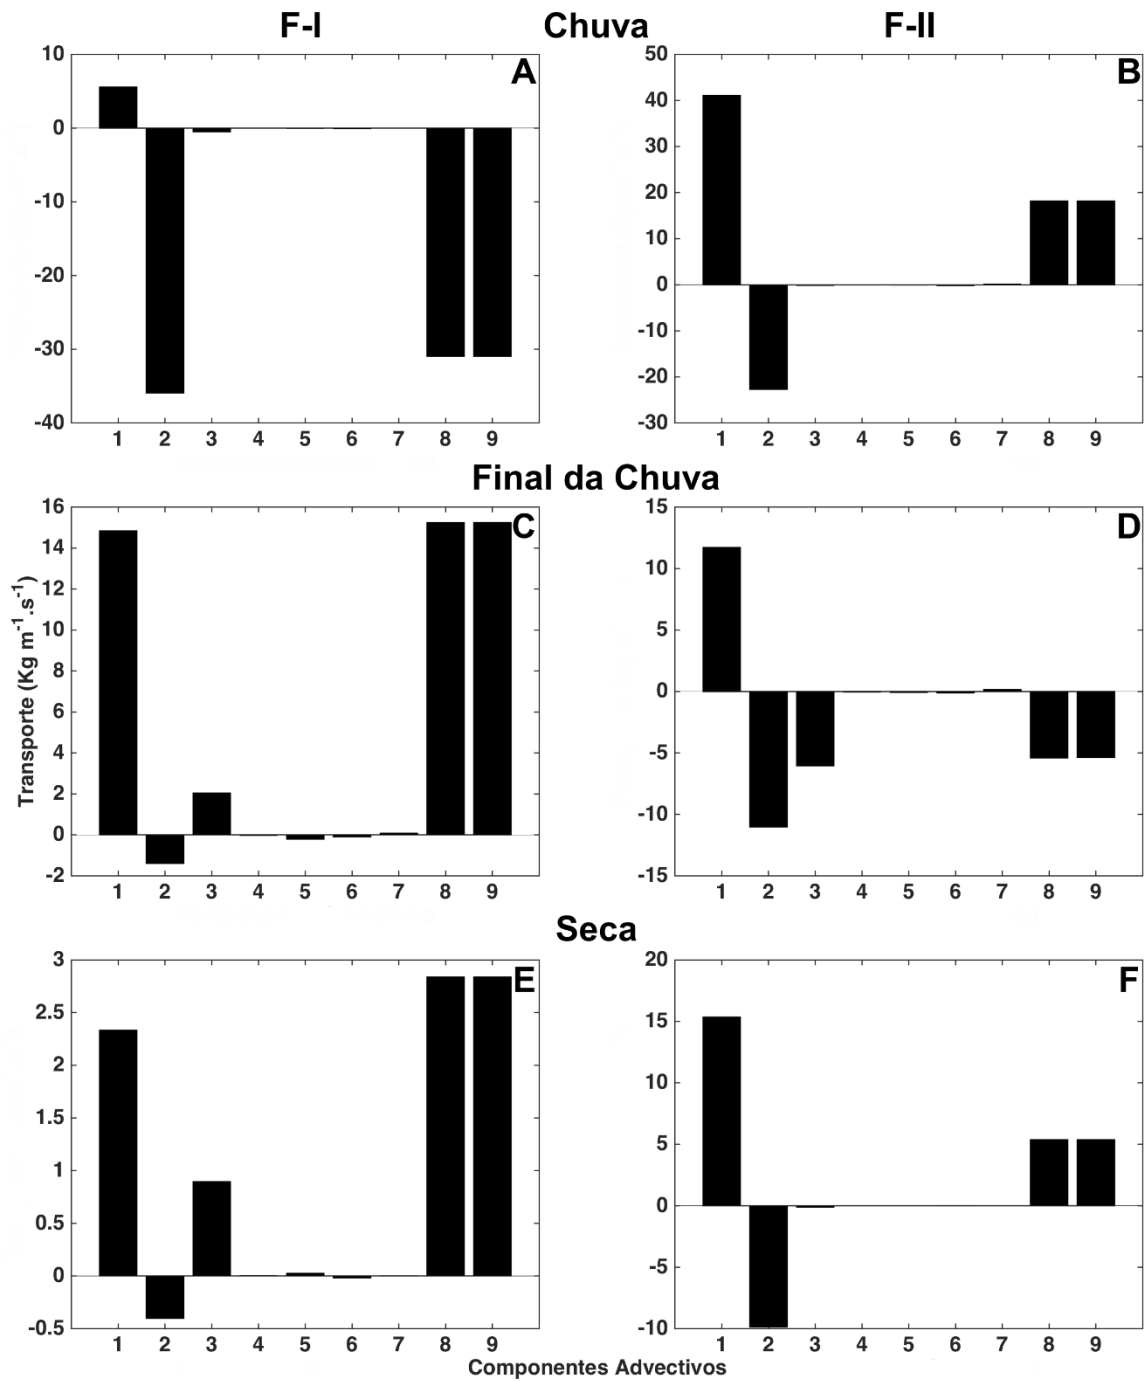 F-I Chuva F-II
A
10
0
-10
-20
-30
-40
1 2 3 4 5 6 7 8 9
B
50
40
30
20
10
0
-10
-20
-30
1 2 3 4 5 6 7 8 9
Final da Chuva
C
16
14
12
10
8
6
4
2
0
-2
1 2 3 4 5 6 7 8 9
Transporte (Kg m⁻¹.s⁻¹)
D
15
10
5
0
-5
-10
-15
1 2 3 4 5 6 7 8 9
Seca
E
3
2.5
2
1.5
1
0.5
0
-0.5
1 2 3 4 5 6 7 8 9
F
20
15
10
5
0
-5
-10
1 2 3 4 5 6 7 8 9
Componentes Advectivos